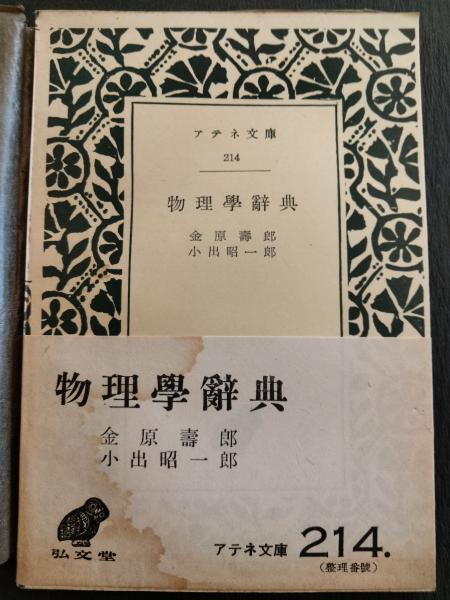 アテネ文庫
214
物理學辭典
金原壽郎
小出昭一郎
物理學辭典
金原壽郎
小出昭一郎
弘文堂
アテネ文庫 214.
(整理番號)